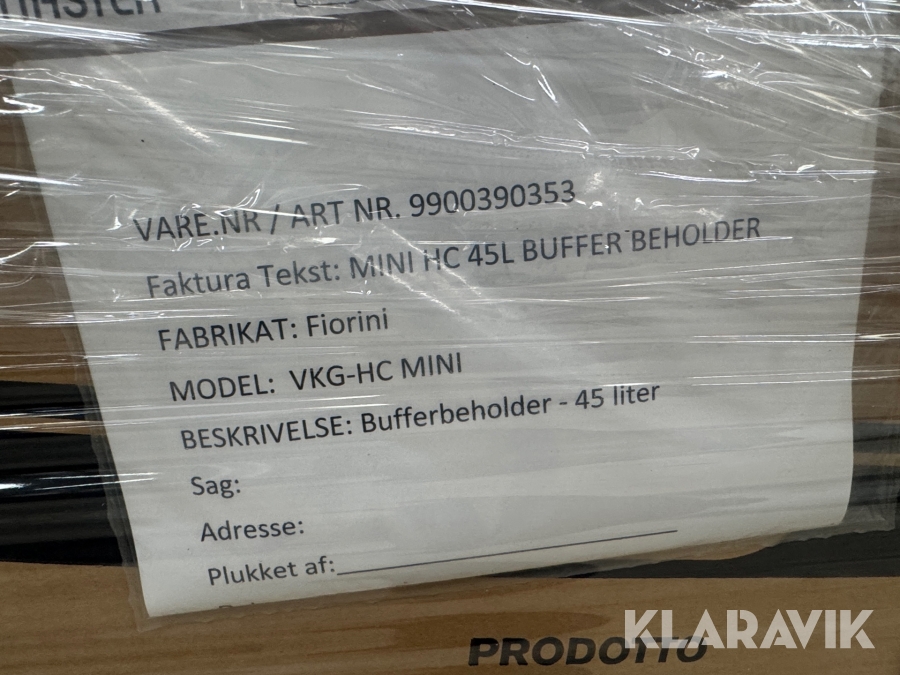 VARE.NR / ART NR. 9900390353
Faktura Tekst: MINI HC 45L BUFFER BEHOLDER
FABRIKAT: Fiorini
MODEL: VKG-HC MINI
BESKRIVELSE: Bufferbeholder - 45 liter
Sag:
Adresse:
Plukket af:
KLARAVIK
PRODOTTO